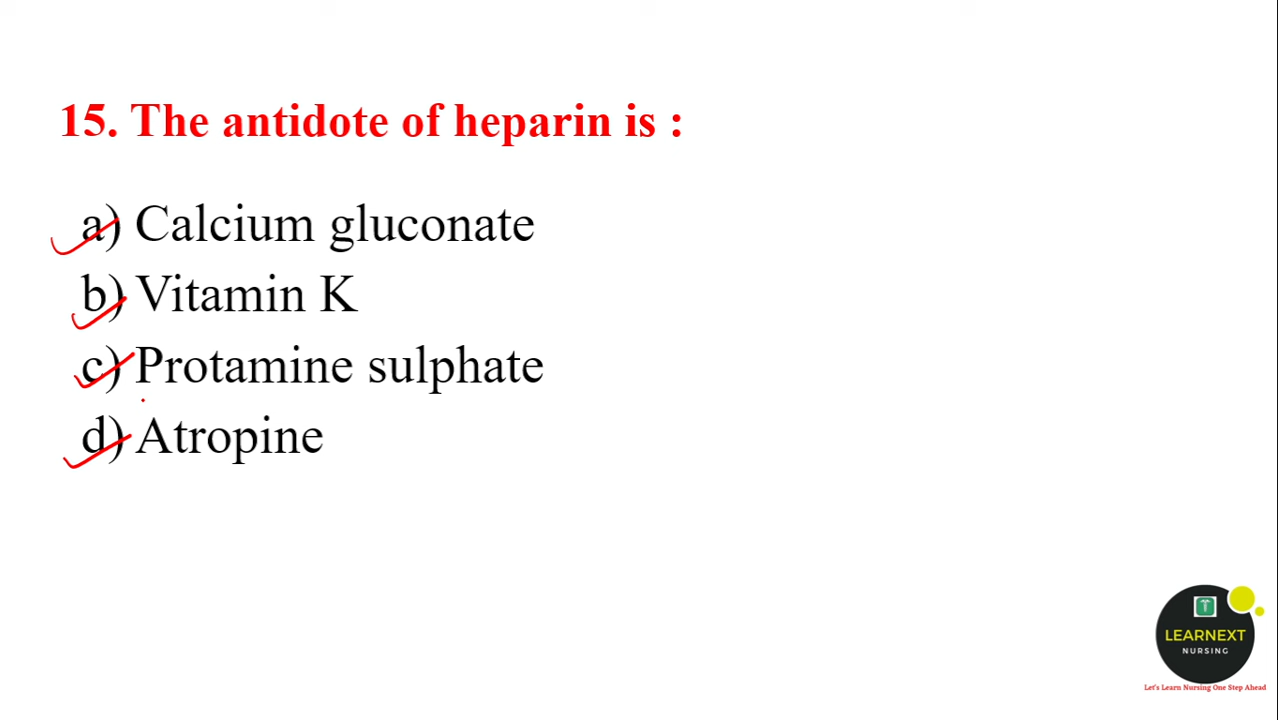 15. The antidote of heparin is :
a) Calcium gluconate
b) Vitamin K
c) Protamine sulphate
d) Atropine
LEARNEXT
NURSING
Let's Learn Nursing One Step Ahead